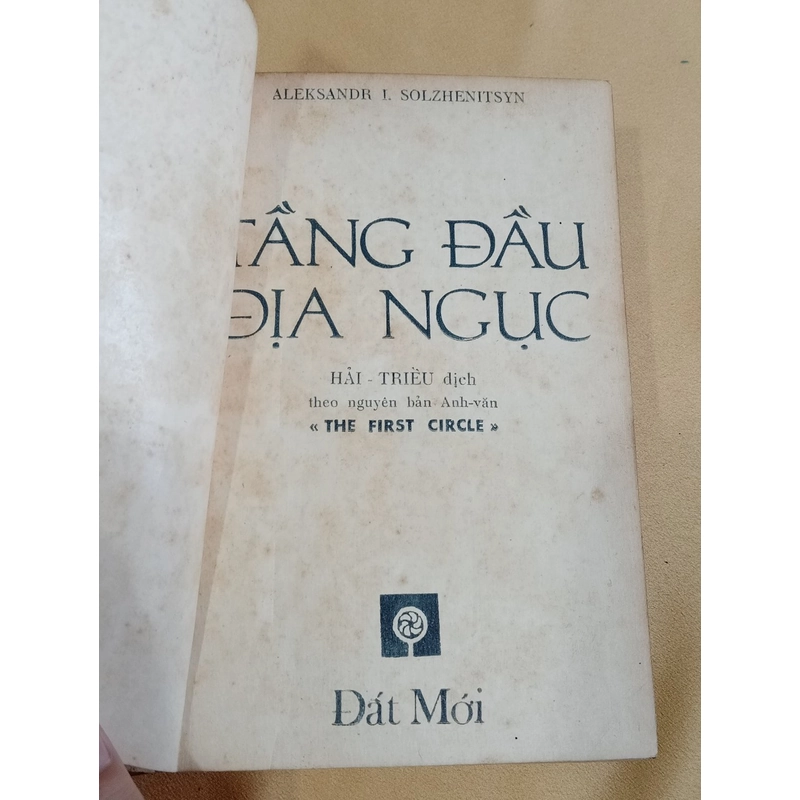 ALEKSANDR I. SOLZHENITSYN
TẦNG ĐẦU
ĐỊA NGỤC
HẢI - TRIỀU dịch
theo nguyên bản Anh-văn
« THE FIRST CIRCLE »
Đất Mới